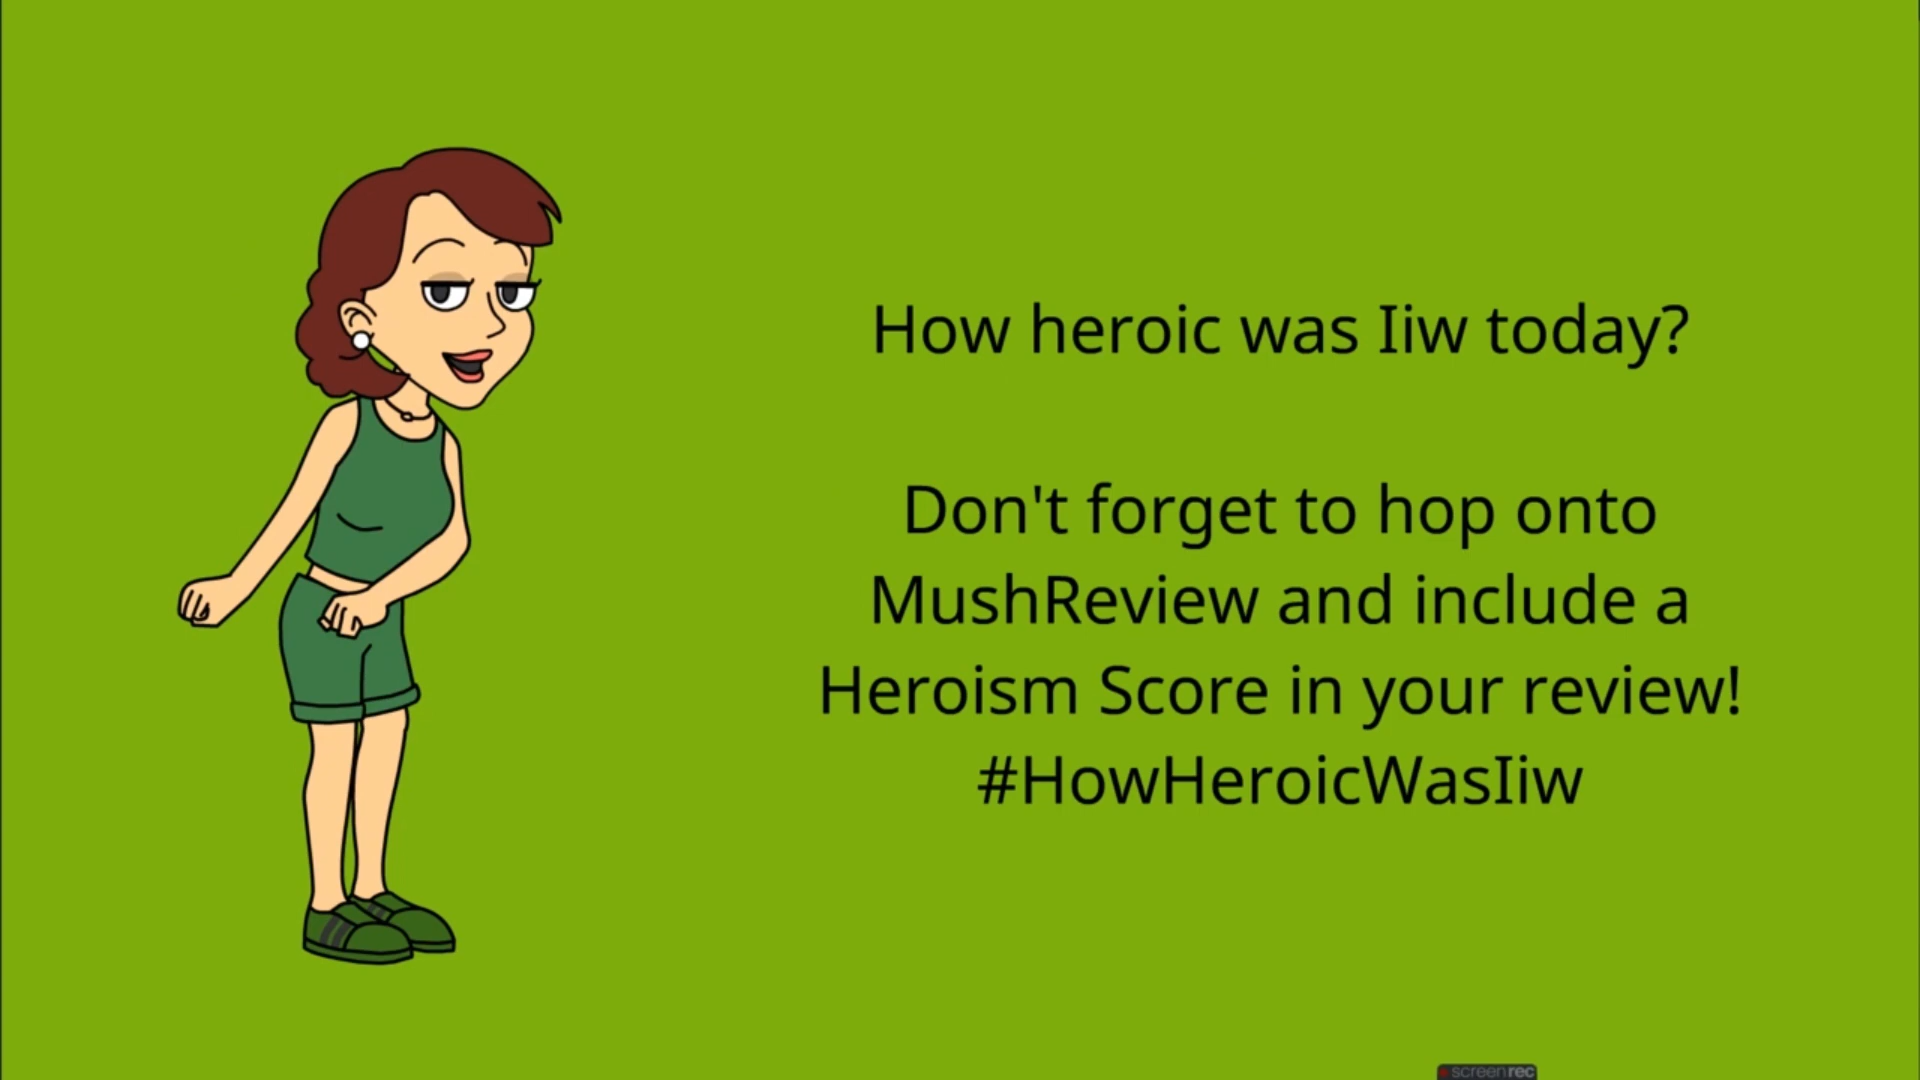 How heroic was Iiw today?
Don't forget to hop onto
MushReview and include a
Heroism Score in your review!
#HowHeroicWasIiw
screenrec